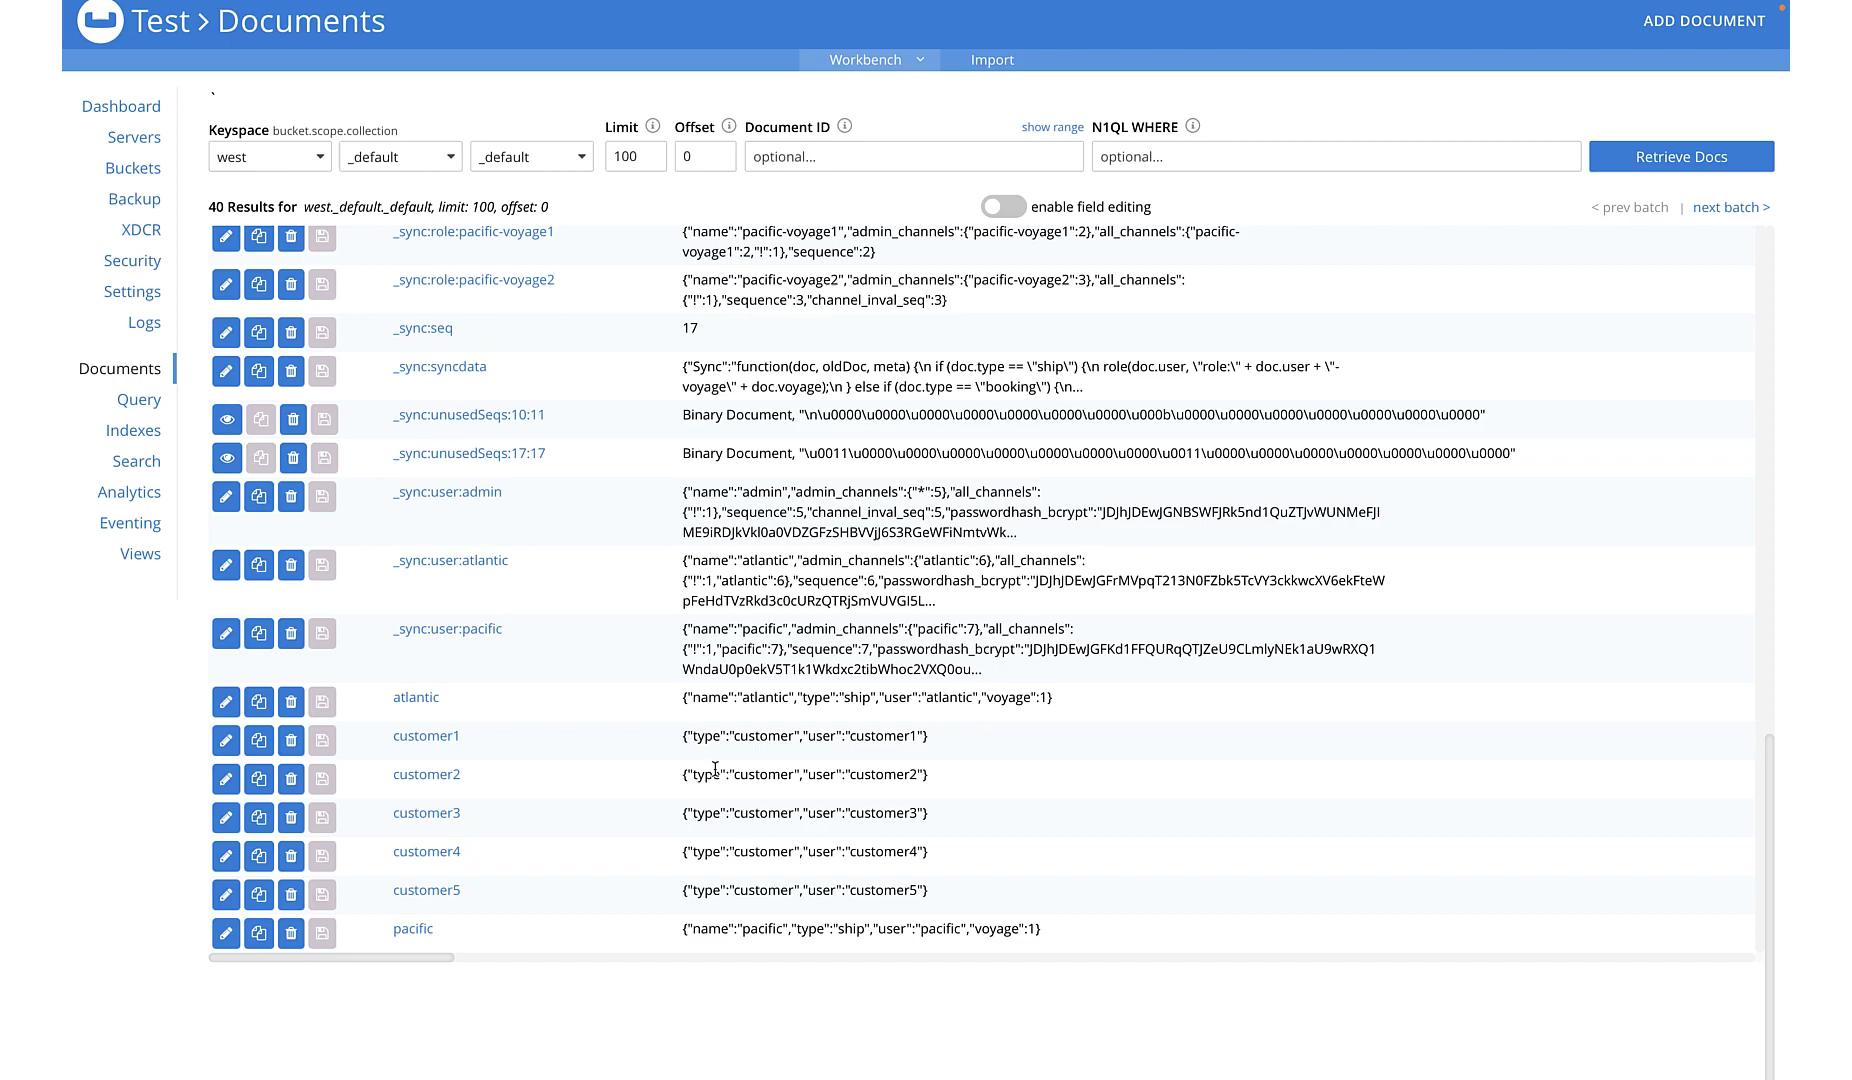 Test > Documents
ADD DOCUMENT
Workbench
Import
Dashboard
Servers
Buckets
Backup
XDCR
Security
Settings
Logs
Documents
Query
Indexes
Search
Analytics
Eventing
Views
`
Keyspace bucket.scope.collection
Limit
Offset
Document ID
show range
N1QL WHERE
west
_default
_default
100
0
optional...
optional...
Retrieve Docs
40 Results for west._default._default, limit: 100, offset: 0
enable field editing
< prev batch | next batch >
_sync:role:pacific-voyage1
{"name":"pacific-voyage1","admin_channels":{"pacific-voyage1":2},"all_channels":{"pacific-
voyage1":2,"!":1},"sequence":2}
_sync:role:pacific-voyage2
{"name":"pacific-voyage2","admin_channels":{"pacific-voyage2":3},"all_channels":
{"!":1},"sequence":3,"channel_inval_seq":3}
_sync:seq
17
_sync:syncdata
{"Sync":"function(doc, oldDoc, meta) {\n if (doc.type == \"ship\") {\n role(doc.user, \"role:\" + doc.user + \"-
voyage\" + doc.voyage);\n } else if (doc.type == \"booking\") {\n...
_sync:unusedSeqs:10:11
Binary Document, "\n\u0000\u0000\u0000\u0000\u0000\u0000\u0000\u000b\u0000\u0000\u0000\u0000\u0000\u0000\u0000"
_sync:unusedSeqs:17:17
Binary Document, "\u0011\u0000\u0000\u0000\u0000\u0000\u0000\u0000\u0011\u0000\u0000\u0000\u0000\u0000\u0000\u0000"
_sync:user:admin
{"name":"admin","admin_channels":{"*":5},"all_channels":
{"!":1},"sequence":5,"channel_inval_seq":5,"passwordhash_bcrypt":"JDJhJDEwJGNBSWFJRk5nd1QuZTJvWUNMeFJI
ME9iRDJkVkl0a0VDZGFzSHBVVjJ6S3RGeWFiNmtvWk...
_sync:user:atlantic
{"name":"atlantic","admin_channels":{"atlantic":6},"all_channels":
{"!":1,"atlantic":6},"sequence":6,"passwordhash_bcrypt":"JDJhJDEwJGFrMVpqT213N0FZbk5TcVY3ckkwcXV6ekFteW
pFeHdTVzRkd3c0cURzQTRjSmVUVGI5L...
_sync:user:pacific
{"name":"pacific","admin_channels":{"pacific":7},"all_channels":
{"!":1,"pacific":7},"sequence":7,"passwordhash_bcrypt":"JDJhJDEwJGFKd1FFQURqQTJZeU9CLmlyNEk1aU9wRXQ1
WndaU0p0ekV5T1k1Wkdxc2tibWhoc2VXQ0ou...
atlantic
{"name":"atlantic","type":"ship","user":"atlantic","voyage":1}
customer1
{"type":"customer","user":"customer1"}
customer2
{"type":"customer","user":"customer2"}
customer3
{"type":"customer","user":"customer3"}
customer4
{"type":"customer","user":"customer4"}
customer5
{"type":"customer","user":"customer5"}
pacific
{"name":"pacific","type":"ship","user":"pacific","voyage":1}